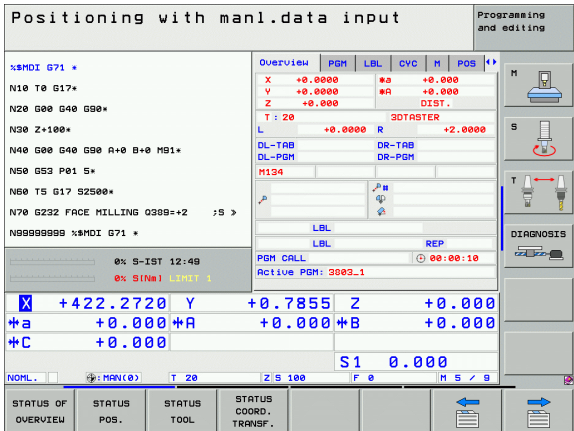 Positioning with manl.data input
Programming
and editing
%$MDI G71 *
N10 T0 G17*
N20 G00 G40 G90*
N30 Z+100*
N40 G00 G40 G90 A+0 B+0 M91*
N50 G53 P01 5*
N60 T5 G17 S2500*
N70 G232 FACE MILLING Q389=+2 ;S »
N99999999 %$MDI G71 *
0% S-IST 12:49
0% S[Nm] LIMIT 1
Overview PGM LBL CYC M POS
X +0.0000 *a +0.0000
Y +0.0000 *A +0.0000
Z +0.000 DIST.
T : 20 3DTASTER
L +0.0000 R +2.0000
DL-TAB DR-TAB
DL-PGM DR-PGM
M134
LBL
LBL REP
PGM CALL 00:00:10
Active PGM: 3803_1
M
S
T
DIAGNOSIS
X +422.2720 Y +0.7855 Z +0.000
a +0.000 A +0.000 B +0.000
C +0.000
S1 0.000
NOML. :MAN(0) T 20 Z S 100 F 0 M 5 / 9
STATUS OF
OVERVIEW
STATUS
POS.
STATUS
TOOL
STATUS
COORD.
TRANSF.